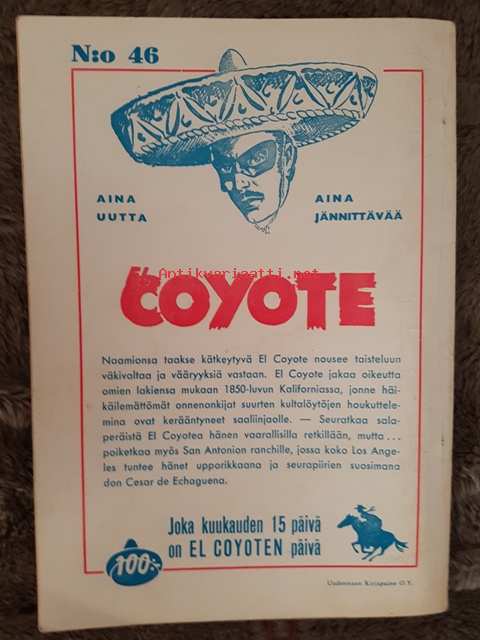 N:o 46
AINA
UUTTA
AINA
JÄNNITTÄVÄÄ
Antikvariaatti.net
EL
COYOTE
Naamionsa taakse kätkeytyvä El Coyote nousee taisteluun
väkivaltaa ja vääryyksiä vastaan. El Coyote jakaa oikeutta
omien lakiensa mukaan 1850-luvun Kaliforniassa, jonne häi-
käilemättömät onnenonkijat suurten kultalöytöjen houkuttele-
mina ovat kerääntyneet saaliinjaolle. — Seuratkaa sala-
peräistä El Coyotea hänen vaarallisilla retkillään, mutta ...
poiketkaa myös San Antonion ranchille, jossa koko Los Ange-
les tuntee hänet upporikkaana ja seurapiirien suosimana
don Cesar de Echaguena.
Joka kuukauden 15 päivä
on EL COYOTEN päivä
100:-
Uudenmaan Kirjapaino O.Y.